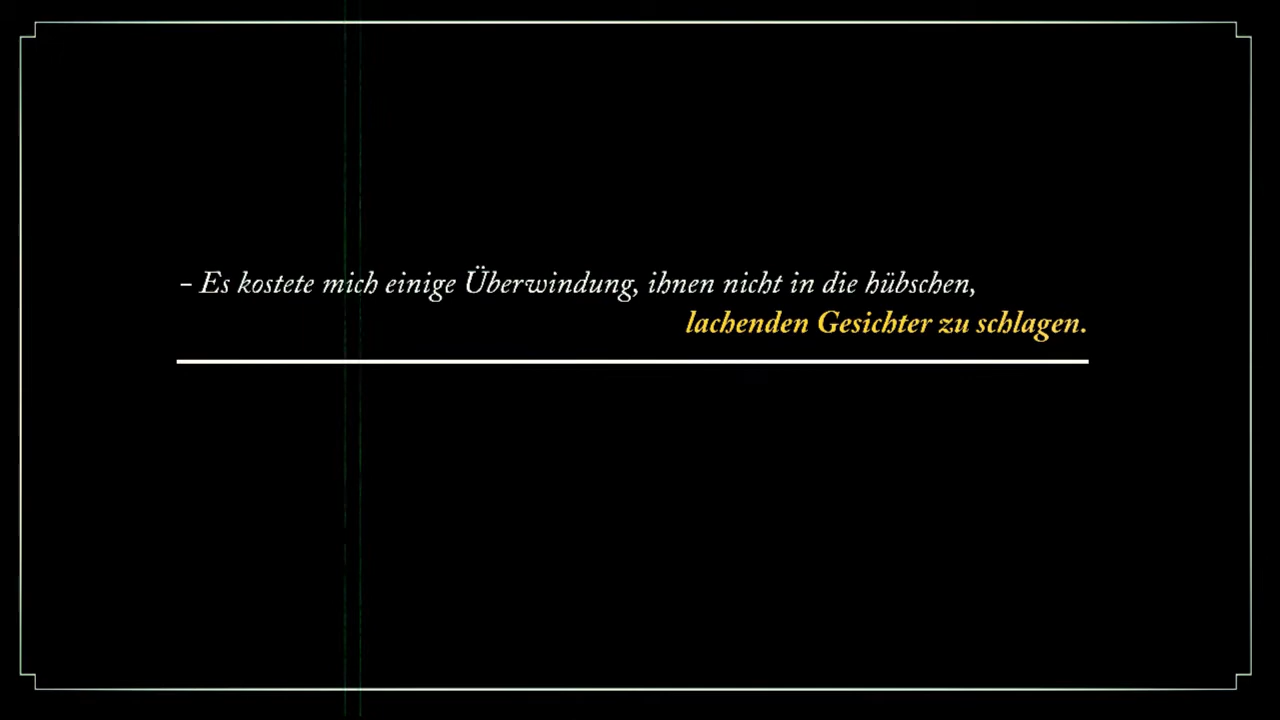 – Es kostete mich einige Überwindung, ihnen nicht in die hübschen,
lachenden Gesichter zu schlagen.